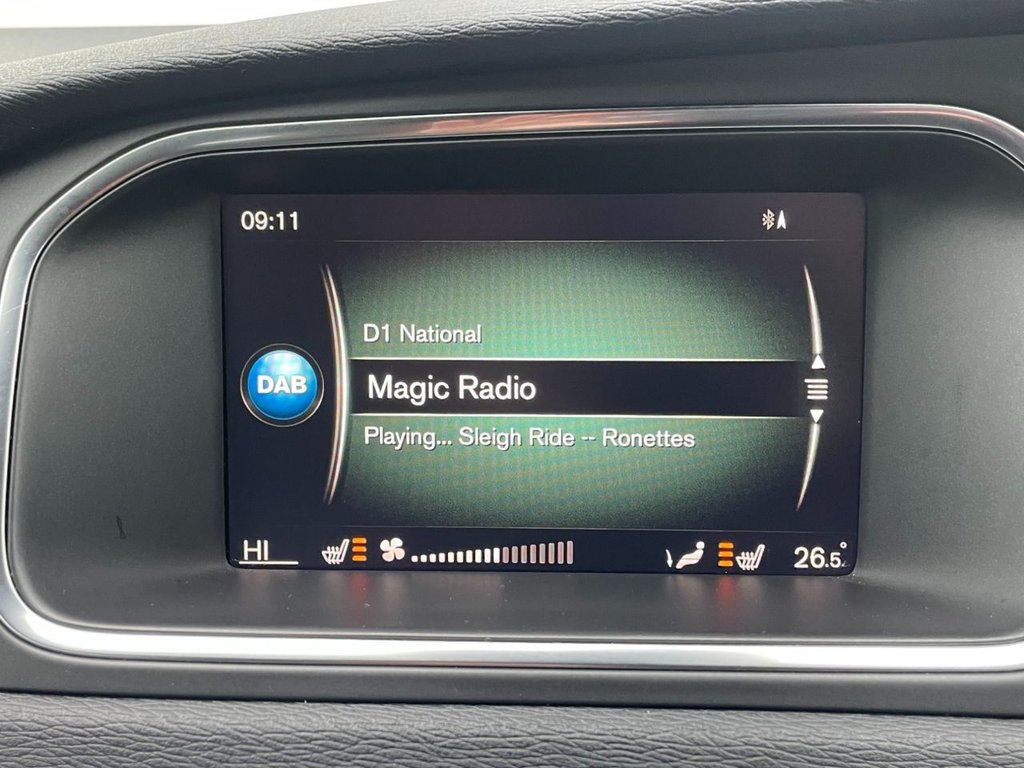 09:11
D1 National
DAB
Magic Radio
Playing... Sleigh Ride -- Ronettes
HI
26.5°